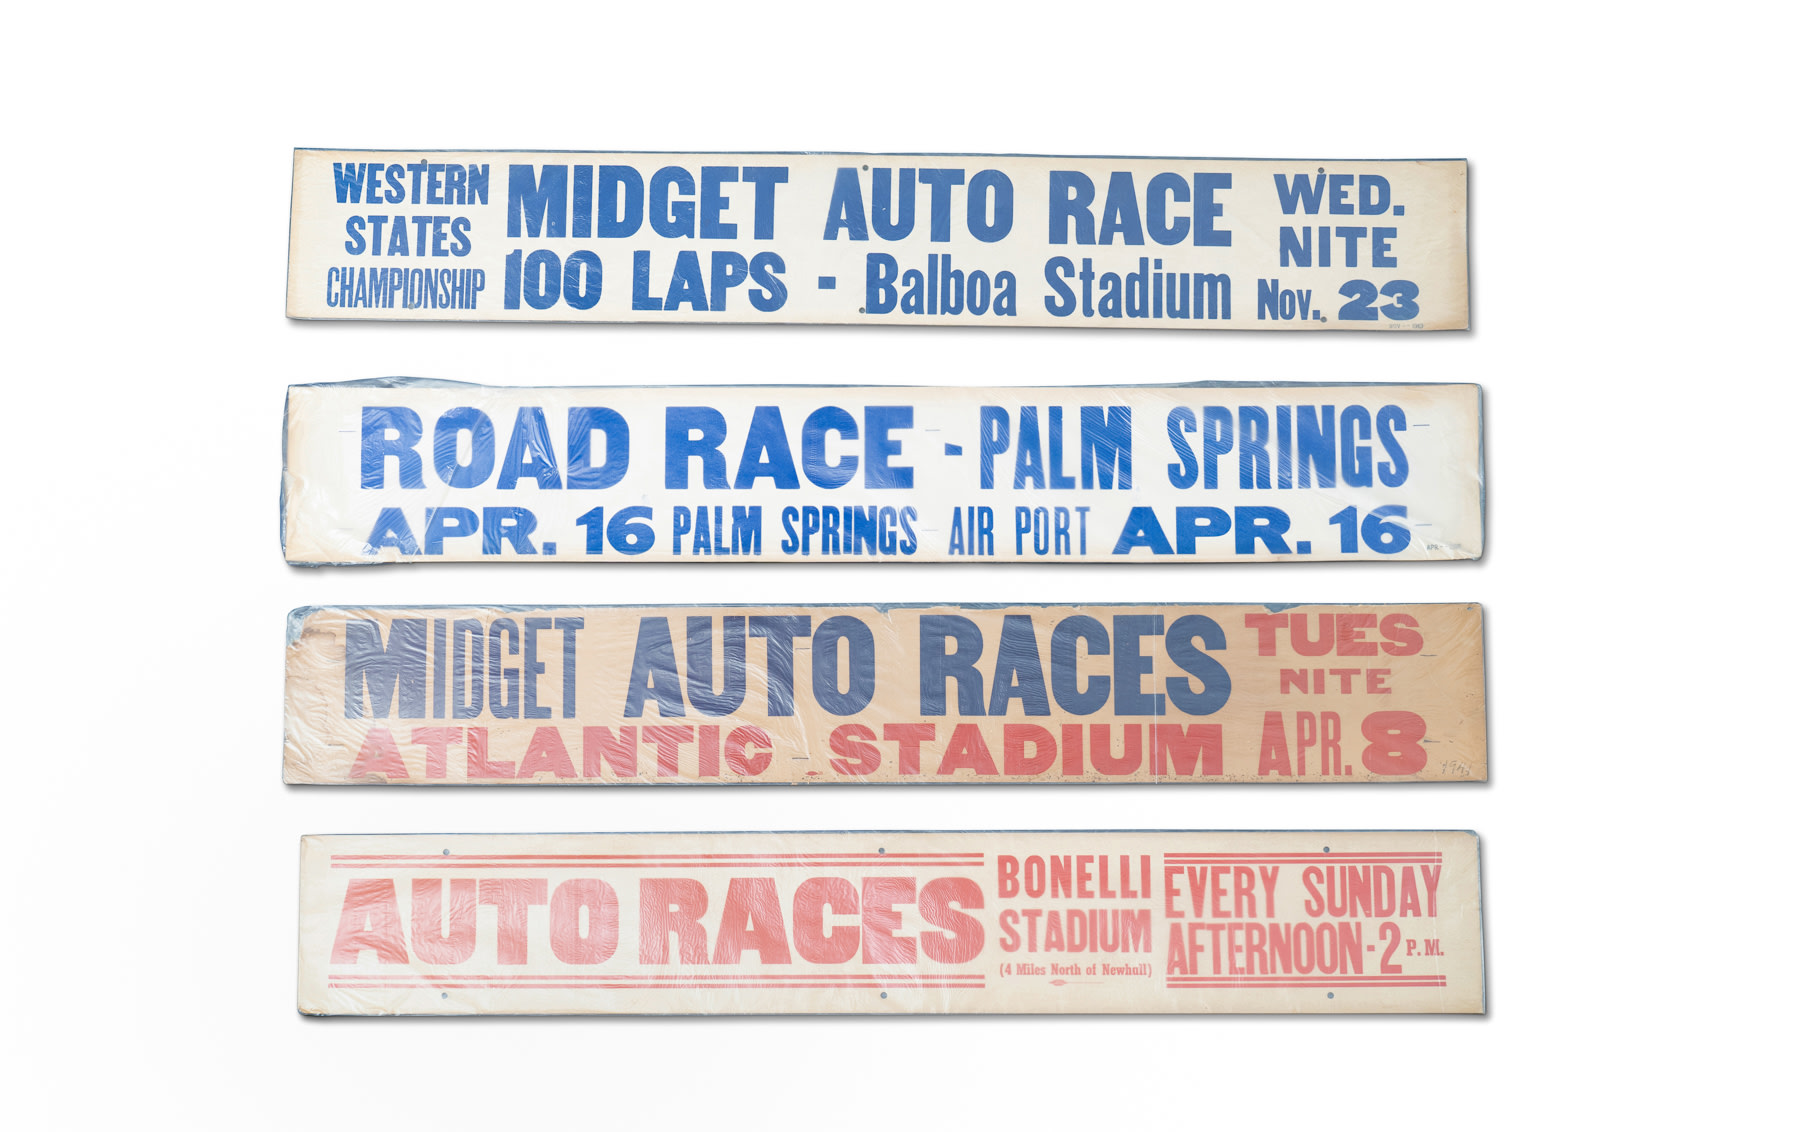 WESTERN
STATES
CHAMPIONSHIP
MIDGET AUTO RACE
100 LAPS - Balboa Stadium
WED.
NITE
Nov. 23
ROAD RACE - PALM SPRINGS
APR. 16 PALM SPRINGS AIR PORT APR. 16
MIDGET AUTO RACES
ATLANTIC STADIUM
TUES
NITE
APR. 8
AUTO RACES
BONELLI
STADIUM
(4 Miles North of Newhall)
EVERY SUNDAY
AFTERNOON - 2 P. M.